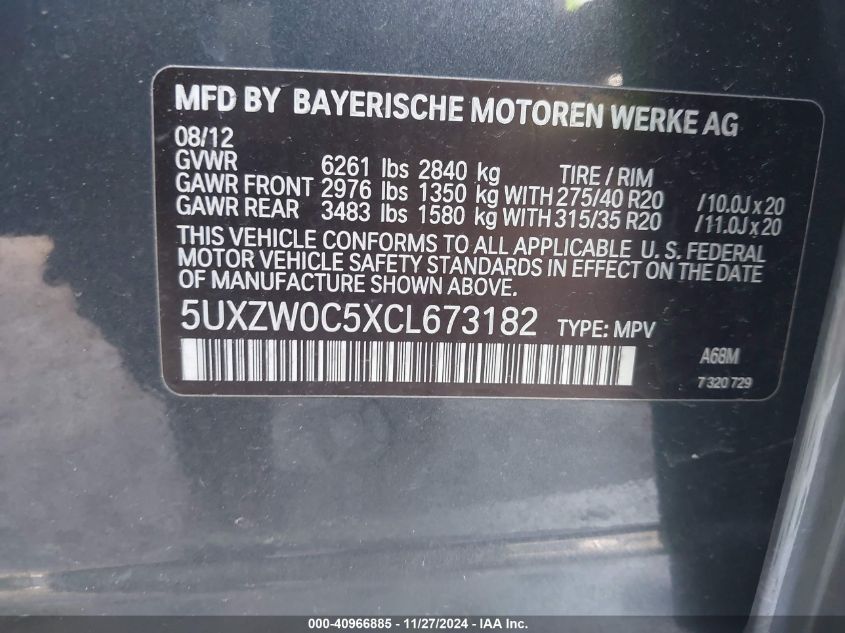 MFD BY BAYERISCHE MOTOREN WERKE AG
08/12
GVWR 6261 lbs 2840 kg TIRE / RIM
GAWR FRONT 2976 lbs 1350 kg WITH 275/40 R20 /10.0J x 20
GAWR REAR 3483 lbs 1580 kg WITH 315/35 R20 /11.0J x 20
THIS VEHICLE CONFORMS TO ALL APPLICABLE U. S. FEDERAL
MOTOR VEHICLE SAFETY STANDARDS IN EFFECT ON THE DATE
OF MANUFACTURE SHOWN ABOVE.
5UXZW0C5XCL673182 TYPE: MPV
A68M
7 320 729
000-40966885 - 11/27/2024 - IAA Inc.